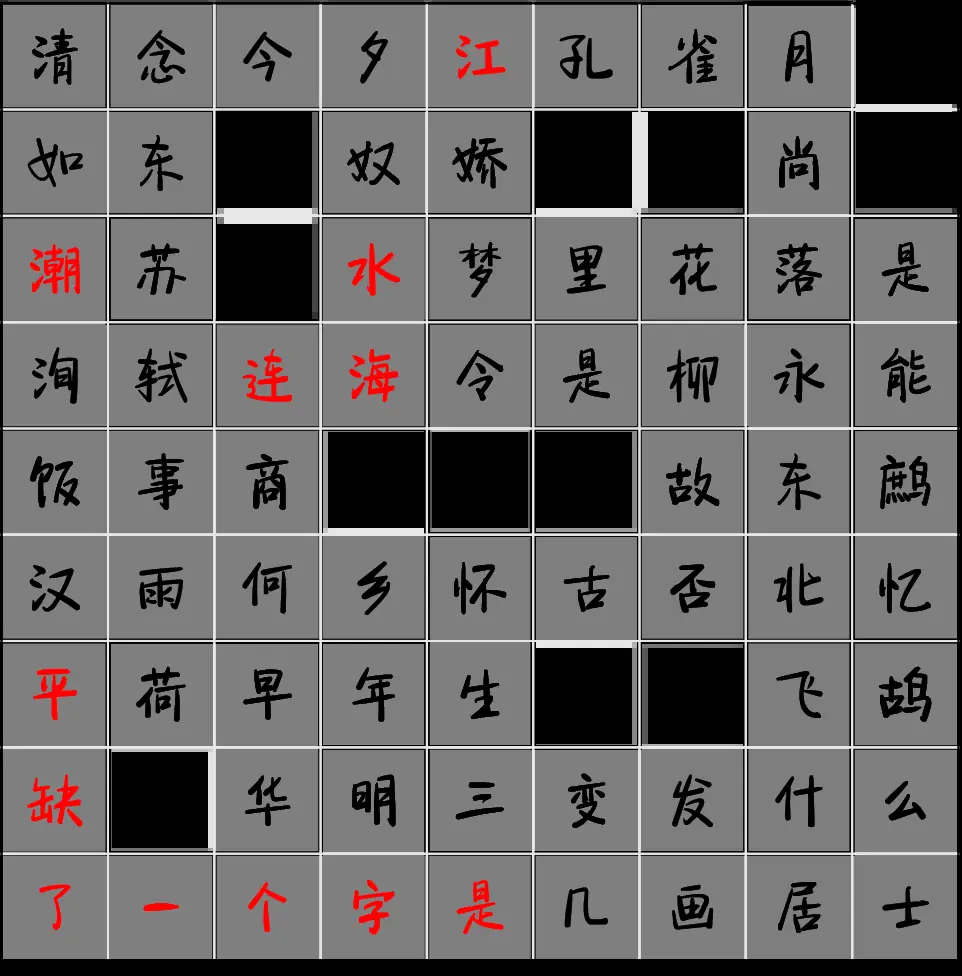 清念今夕江孔雀月
如东奴娇尚
潮苏水梦里花落是
洵轼连海令是柳永能
饭事商故东鹧
汉雨何乡怀古否北忆
平荷早年生飞鸪
缺华明三变发什么
了一个字是几画居士